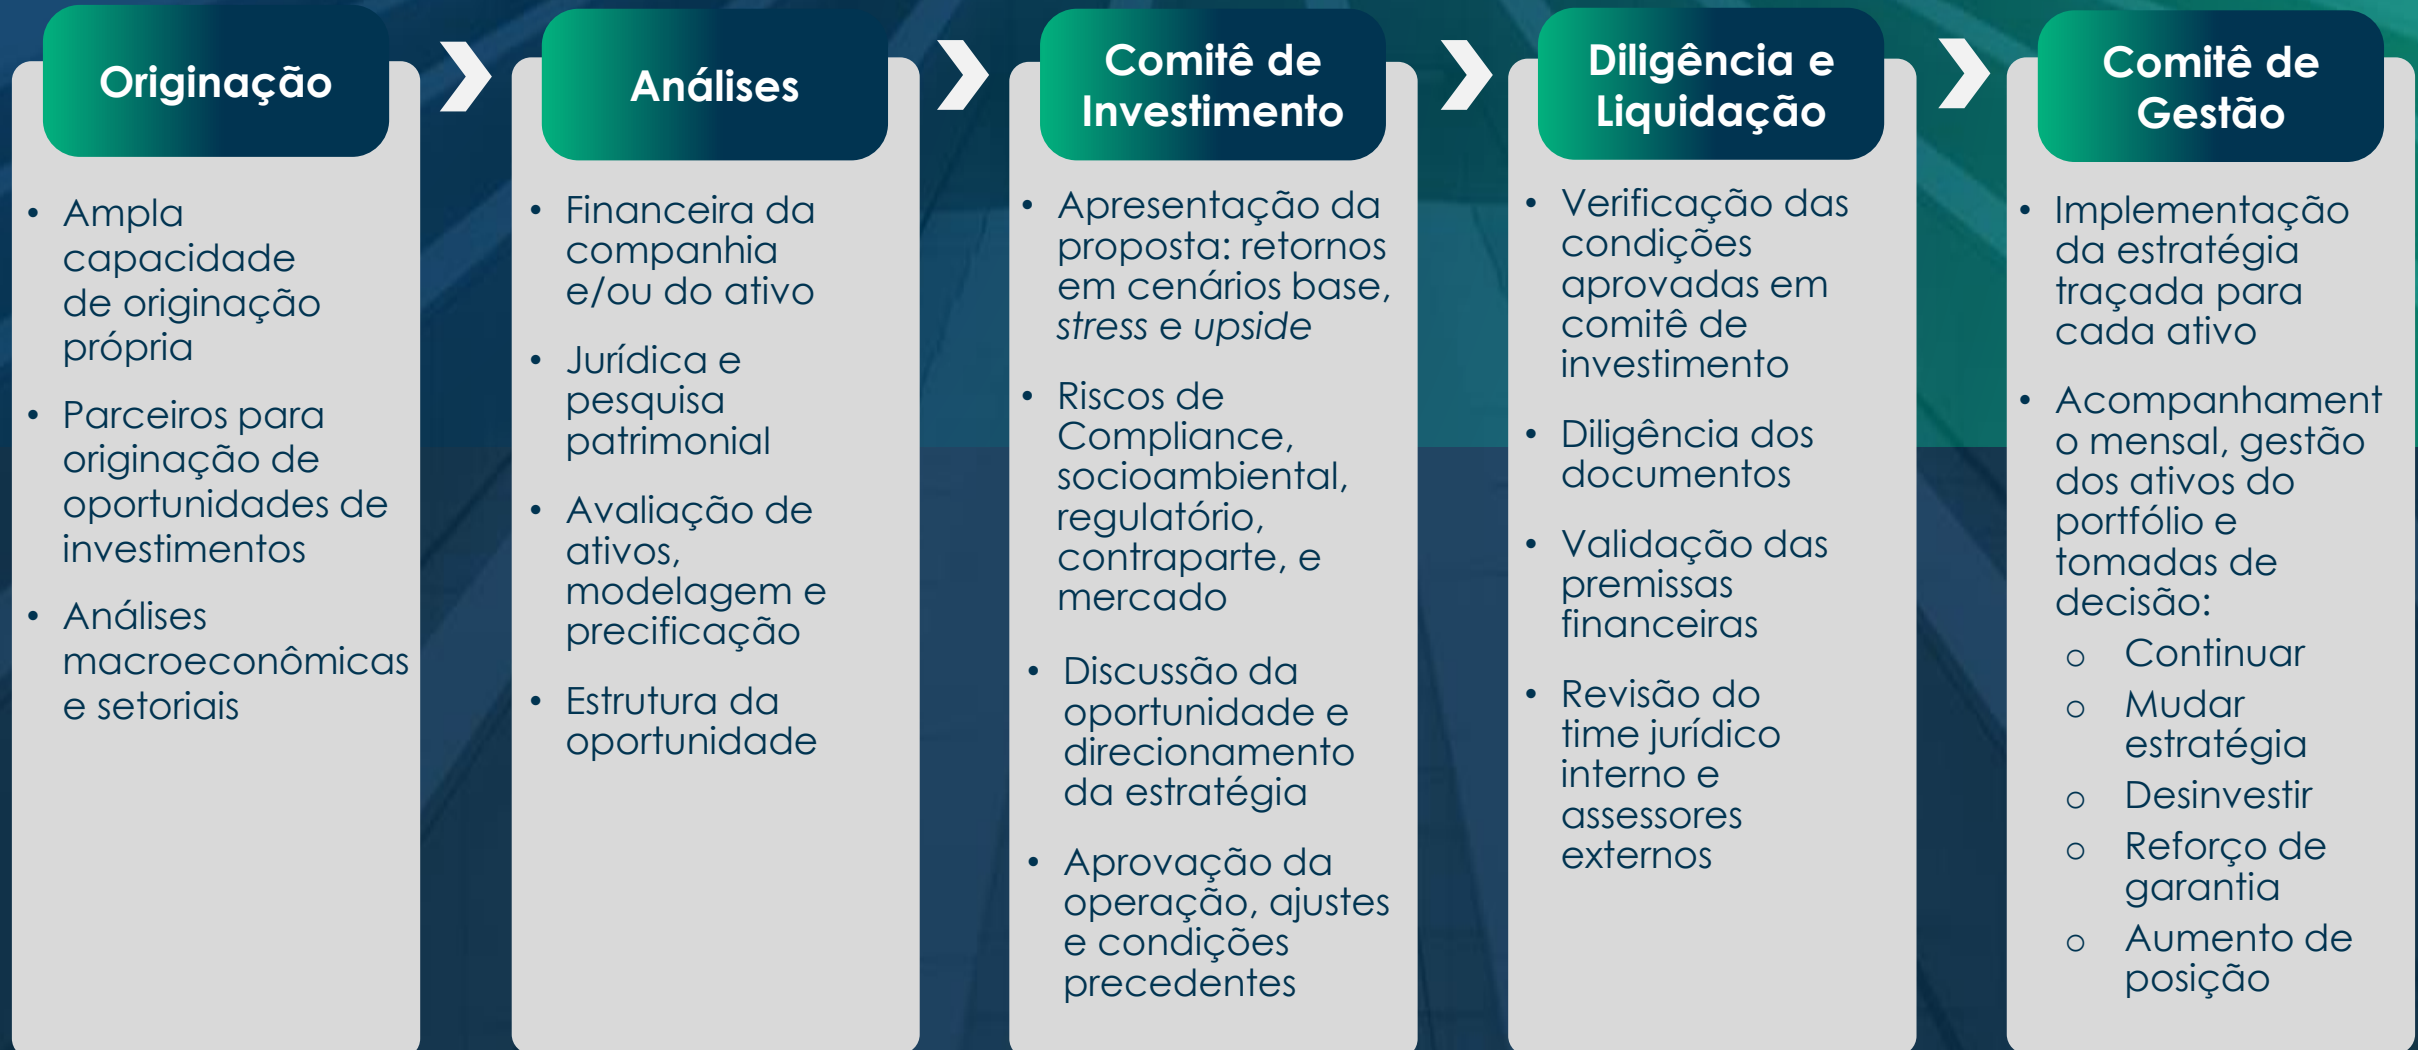 Originação
• Ampla
capacidade
de originação
própria
• Parceiros para
originação de
oportunidades de
investimentos
• Análises
macroeconômicas
e setoriais
Análises
• Financeira da
companhia
e/ou do ativo
• Jurídica e
pesquisa
patrimonial
• Avaliação de
ativos,
modelagem e
precificação
• Estrutura da
oportunidade
Comitê de
Investimento
• Apresentação da
proposta: retornos
em cenários base,
stress e upside
• Riscos de
Compliance,
socioambiental,
regulatório,
contraparte, e
mercado
• Discussão da
oportunidade e
direcionamento
da estratégia
• Aprovação da
operação, ajustes
e condições
precedentes
Diligência e
Liquidação
• Verificação das
condições
aprovadas em
comitê de
investimento
• Diligência dos
documentos
• Validação das
premissas
financeiras
• Revisão do
time jurídico
interno e
assessores
externos
Comitê de
Gestão
• Implementação
da estratégia
traçada para
cada ativo
• Acompanhament
o mensal, gestão
dos ativos do
portfólio e
tomadas de
decisão:
o Continuar
o Mudar
estratégia
o Desinvestir
o Reforço de
garantia
o Aumento de
posição